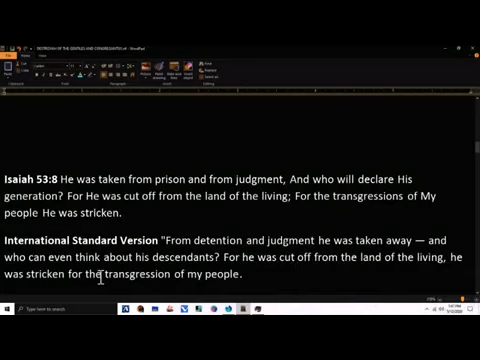 Isaiah 53:8 He was taken from prison and from judgment, And who will declare His
generation? For He was cut off from the land of the living; For the transgressions of My
people He was stricken.
International Standard Version "From detention and judgment he was taken away — and
who can even think about his descendants? For he was cut off from the land of the living, he
was stricken for the transgression of my people.
Type here to search